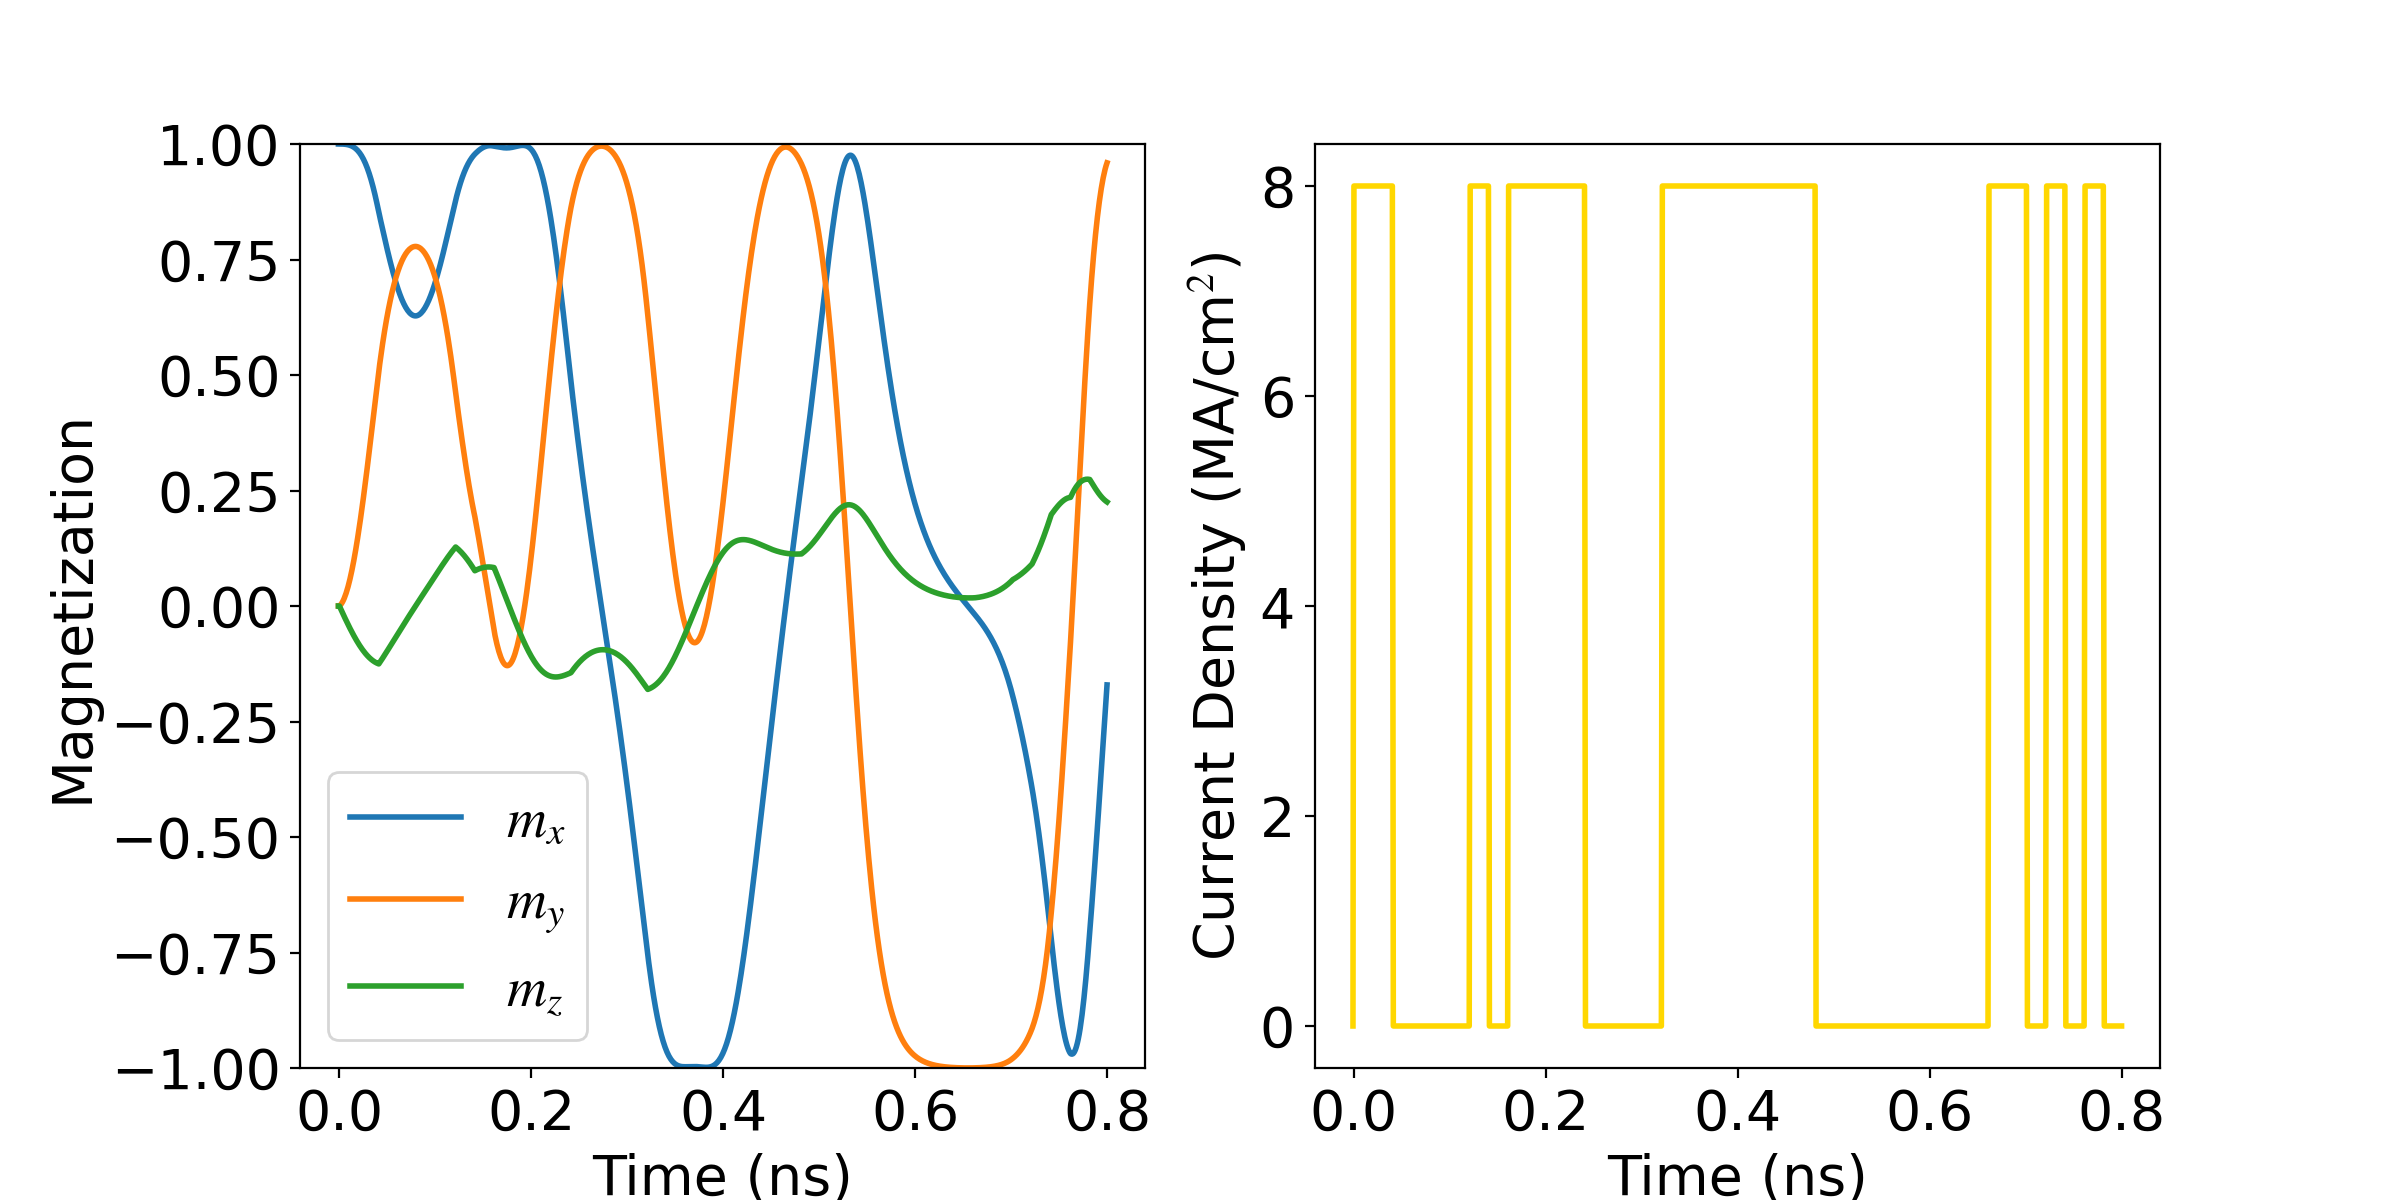 Magnetization
1.00
0.75
0.50
0.25
0.00
−0.25
−0.50
−0.75
−1.00
m_x
m_y
m_z
0.0 0.2 0.4 0.6 0.8
Time (ns)
Current Density (MA/cm²)
8
6
4
2
0
0.0 0.2 0.4 0.6 0.8
Time (ns)